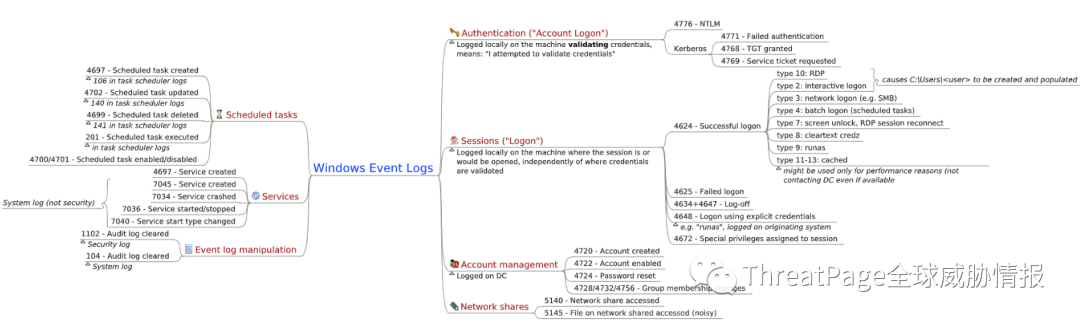 Windows Event Logs
Scheduled tasks
4697 - Scheduled task created
106 in task scheduler logs
4702 - Scheduled task updated
140 in task scheduler logs
4699 - Scheduled task deleted
141 in task scheduler logs
201 - Scheduled task executed
in task scheduler logs
4700/4701 - Scheduled task enabled/disabled
Services
4697 - Service created
7045 - Service created
7034 - Service crashed
7036 - Service started/stopped
7040 - Service start type changed
System log (not security)
Event log manipulation
1102 - Audit log cleared
Security log
104 - Audit log cleared
System log
Authentication ("Account Logon")
Logged locally on the machine validating credentials,
means: "I attempted to validate credentials"
4776 - NTLM
Kerberos
4771 - Failed authentication
4768 - TGT granted
4769 - Service ticket requested
Sessions ("Logon")
Logged locally on the machine where the session is or
would be opened, independently of where credentials
are validated
4624 - Successful logon
type 10: RDP
type 2: interactive logon
causes C:\Users\<user> to be created and populated
type 3: network logon (e.g. SMB)
type 4: batch logon (scheduled tasks)
type 7: screen unlock, RDP session reconnect
type 8: cleartext credz
type 9: runas
type 11-13: cached
might be used only for performance reasons (not
contacting DC even if available
4625 - Failed logon
4634+4647 - Log-off
4648 - Logon using explicit credentials
e.g. "runas", logged on originating system
4672 - Special privileges assigned to session
Account management
Logged on DC
4720 - Account created
4722 - Account enabled
4724 - Password reset
4728/4732/4756 - Group membership changes
Network shares
5140 - Network share accessed
5145 - File on network shared accessed (noisy)
ThreatPage全球威胁情报